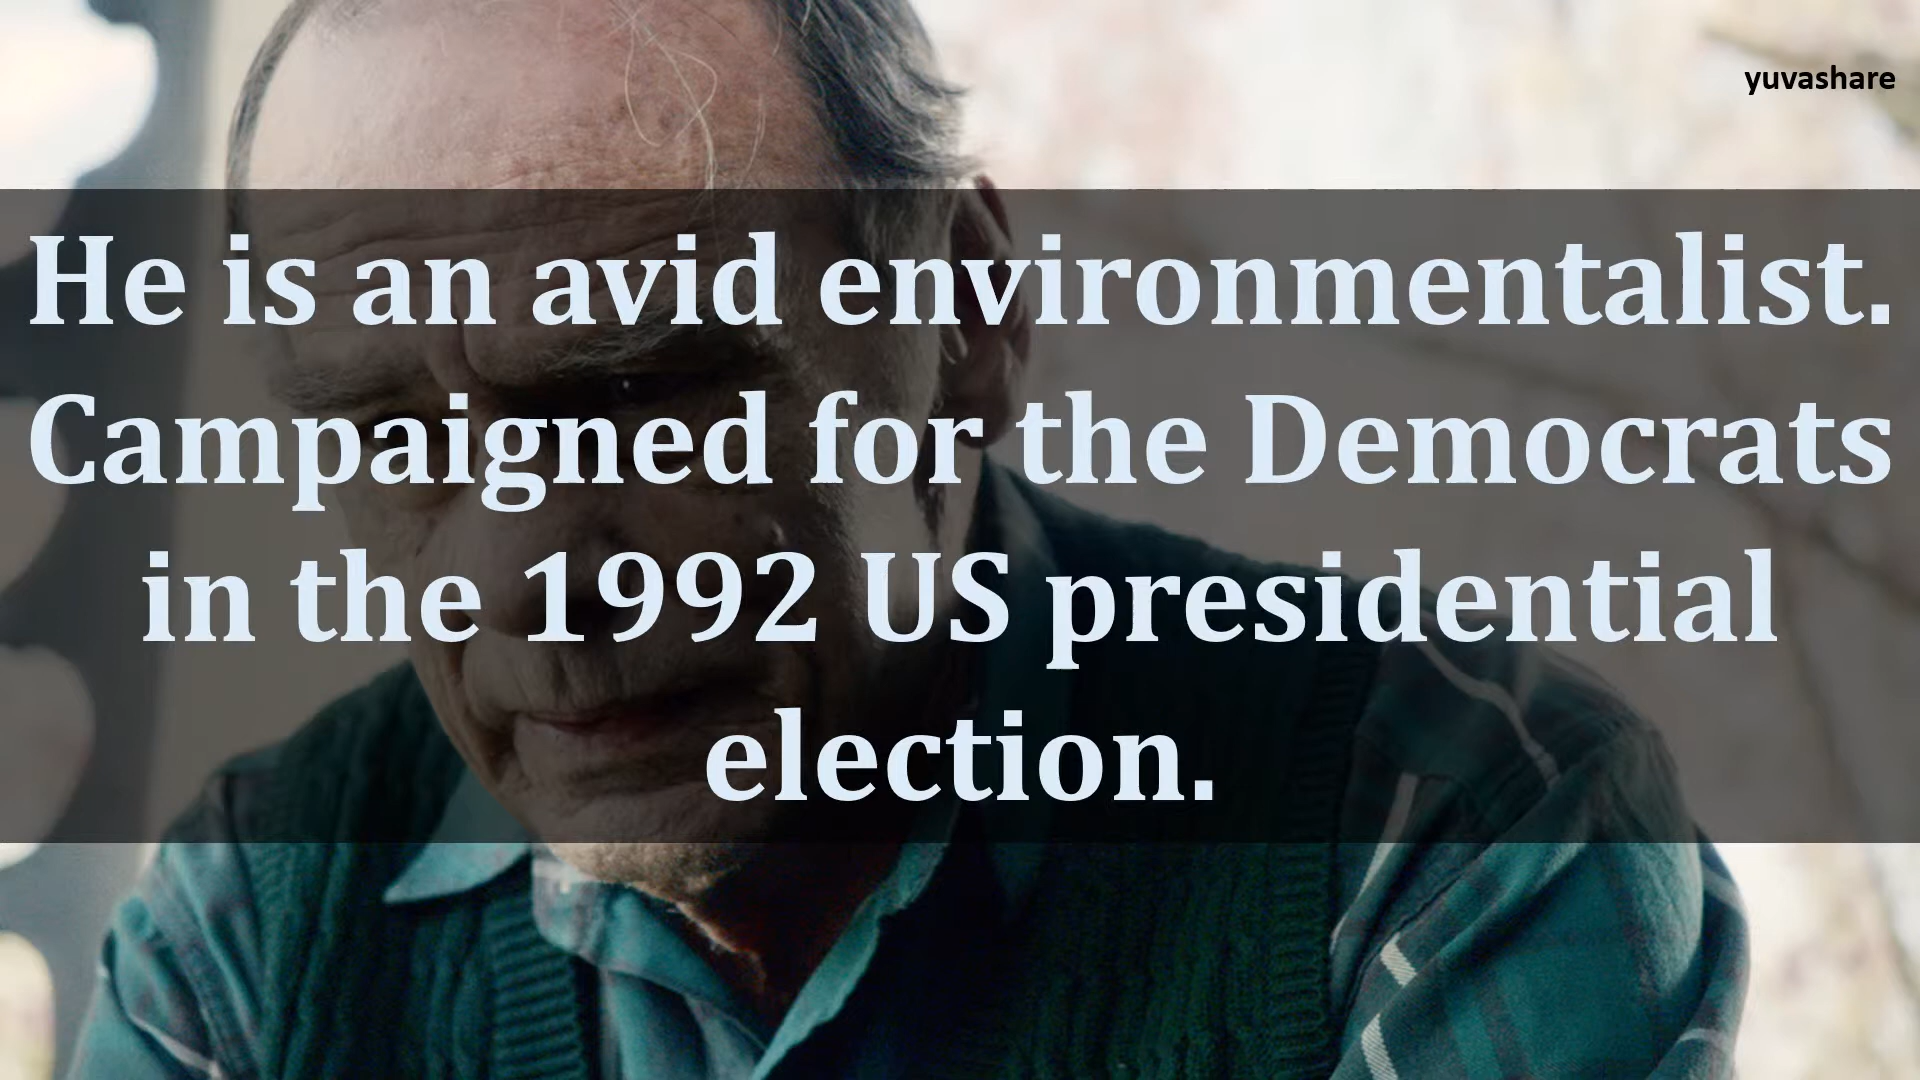 yuvashare
He is an avid environmentalist.
Campaigned for the Democrats
in the 1992 US presidential
election.